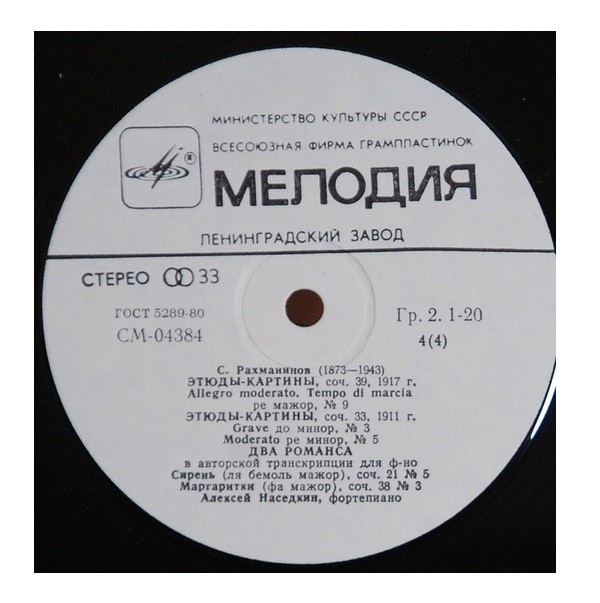 МИНИСТЕРСТВО КУЛЬТУРЫ СССР
ВСЕСОЮЗНАЯ ФИРМА ГРАМПЛАСТИНОК
®
МЕЛОДИЯ
ЛЕНИНГРАДСКИЙ ЗАВОД
СТЕРЕО 33
ГОСТ 5289-80
Гр. 2. 1-20
СМ-04384
4(4)
С. Рахманинов (1873—1943)
ЭТЮДЫ-КАРТИНЫ, соч. 39, 1917 г.
Allegro moderato. Tempo di marcia
ре мажор, № 9
ЭТЮДЫ-КАРТИНЫ, соч. 33, 1911 г.
Grave до минор, № 3
Moderato ре минор, № 5
ДВА РОМАНСА
в авторской транскрипции для ф-но
Сирень (ля бемоль мажор), соч. 21 № 5
Маргаритки (фа мажор), соч. 38 № 3
Алексей Наседкин, фортепиано